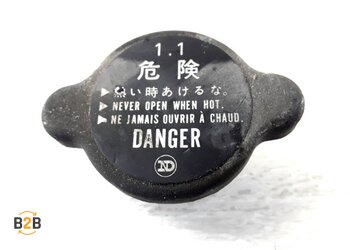 1.1
危険
▶熱い時あけるな。
▶NEVER OPEN WHEN HOT.
▶NE JAMAIS OUVRIR À CHAUD.
DANGER
ND
B2B